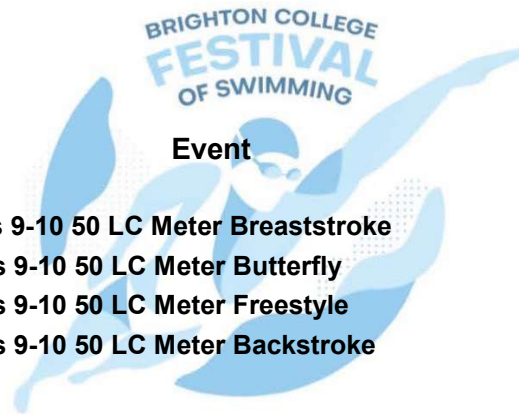 BRIGHTON COLLEGE
FESTIVAL
OF SWIMMING
Event
s 9-10 50 LC Meter Breaststroke
s 9-10 50 LC Meter Butterfly
s 9-10 50 LC Meter Freestyle
s 9-10 50 LC Meter Backstroke